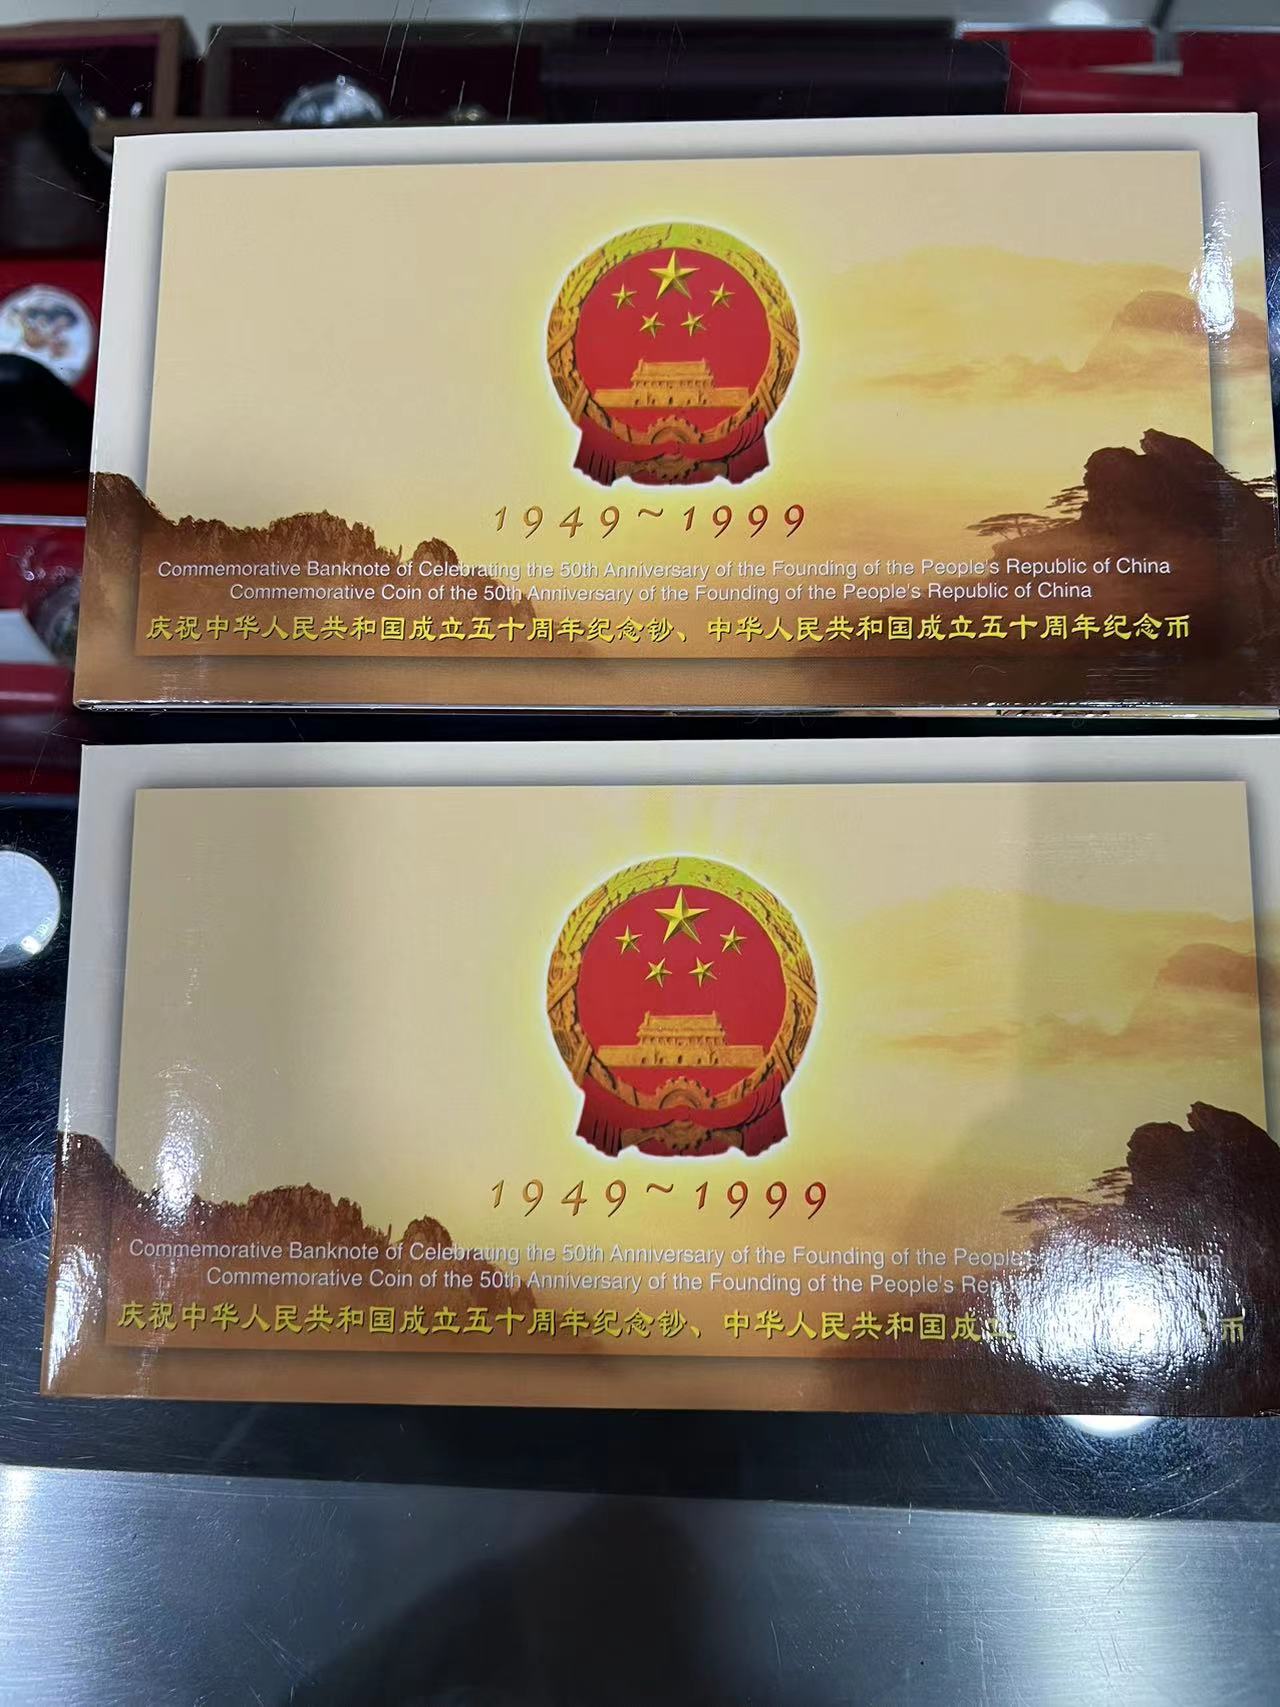 1949~1999
Commemorative Banknote of Celebrating the 50th Anniversary of the Founding of the People's Republic of China
Commemorative Coin of the 50th Anniversary of the Founding of the People's Republic of China
庆祝中华人民共和国成立五十周年纪念钞、中华人民共和国成立五十周年纪念币
1949~1999
Commemorative Banknote of Celebrating the 50th Anniversary of the Founding of the People's
Commemorative Coin of the 50th Anniversary of the Founding of the People's
庆祝中华人民共和国成立五十周年纪念钞、中华人民共和国成立 币